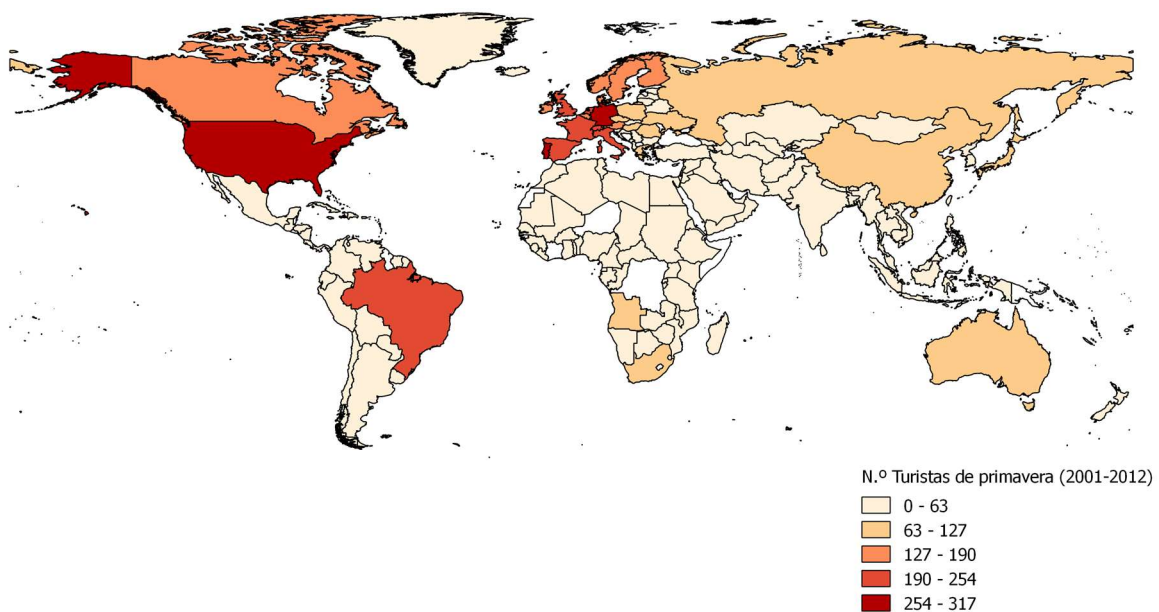 N.º Turistas de primavera (2001-2012)
0 - 63
63 - 127
127 - 190
190 - 254
254 - 317